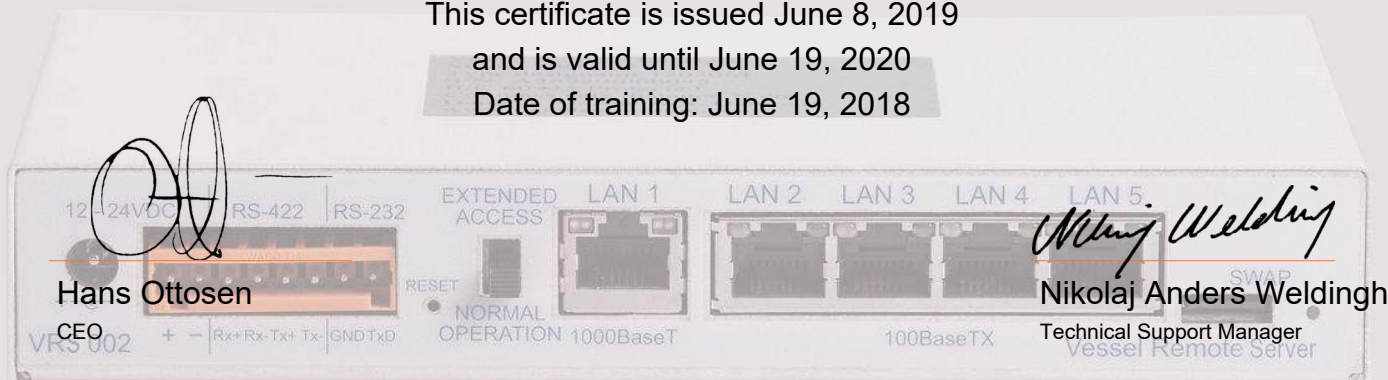 This certificate is issued June 8, 2019
and is valid until June 19, 2020
Date of training: June 19, 2018
12 - 24VDC RS-422 RS-232 EXTENDED ACCESS LAN 1 LAN 2 LAN 3 LAN 4 LAN 5
RESET SWAP
Hans Ottosen Nikolaj Anders Weldingh
CEO Technical Support Manager
VRS 002 + - Rx+ Rx- Tx+ Tx- GND TxD NORMAL OPERATION 1000BaseT 100BaseTX Vessel Remote Server